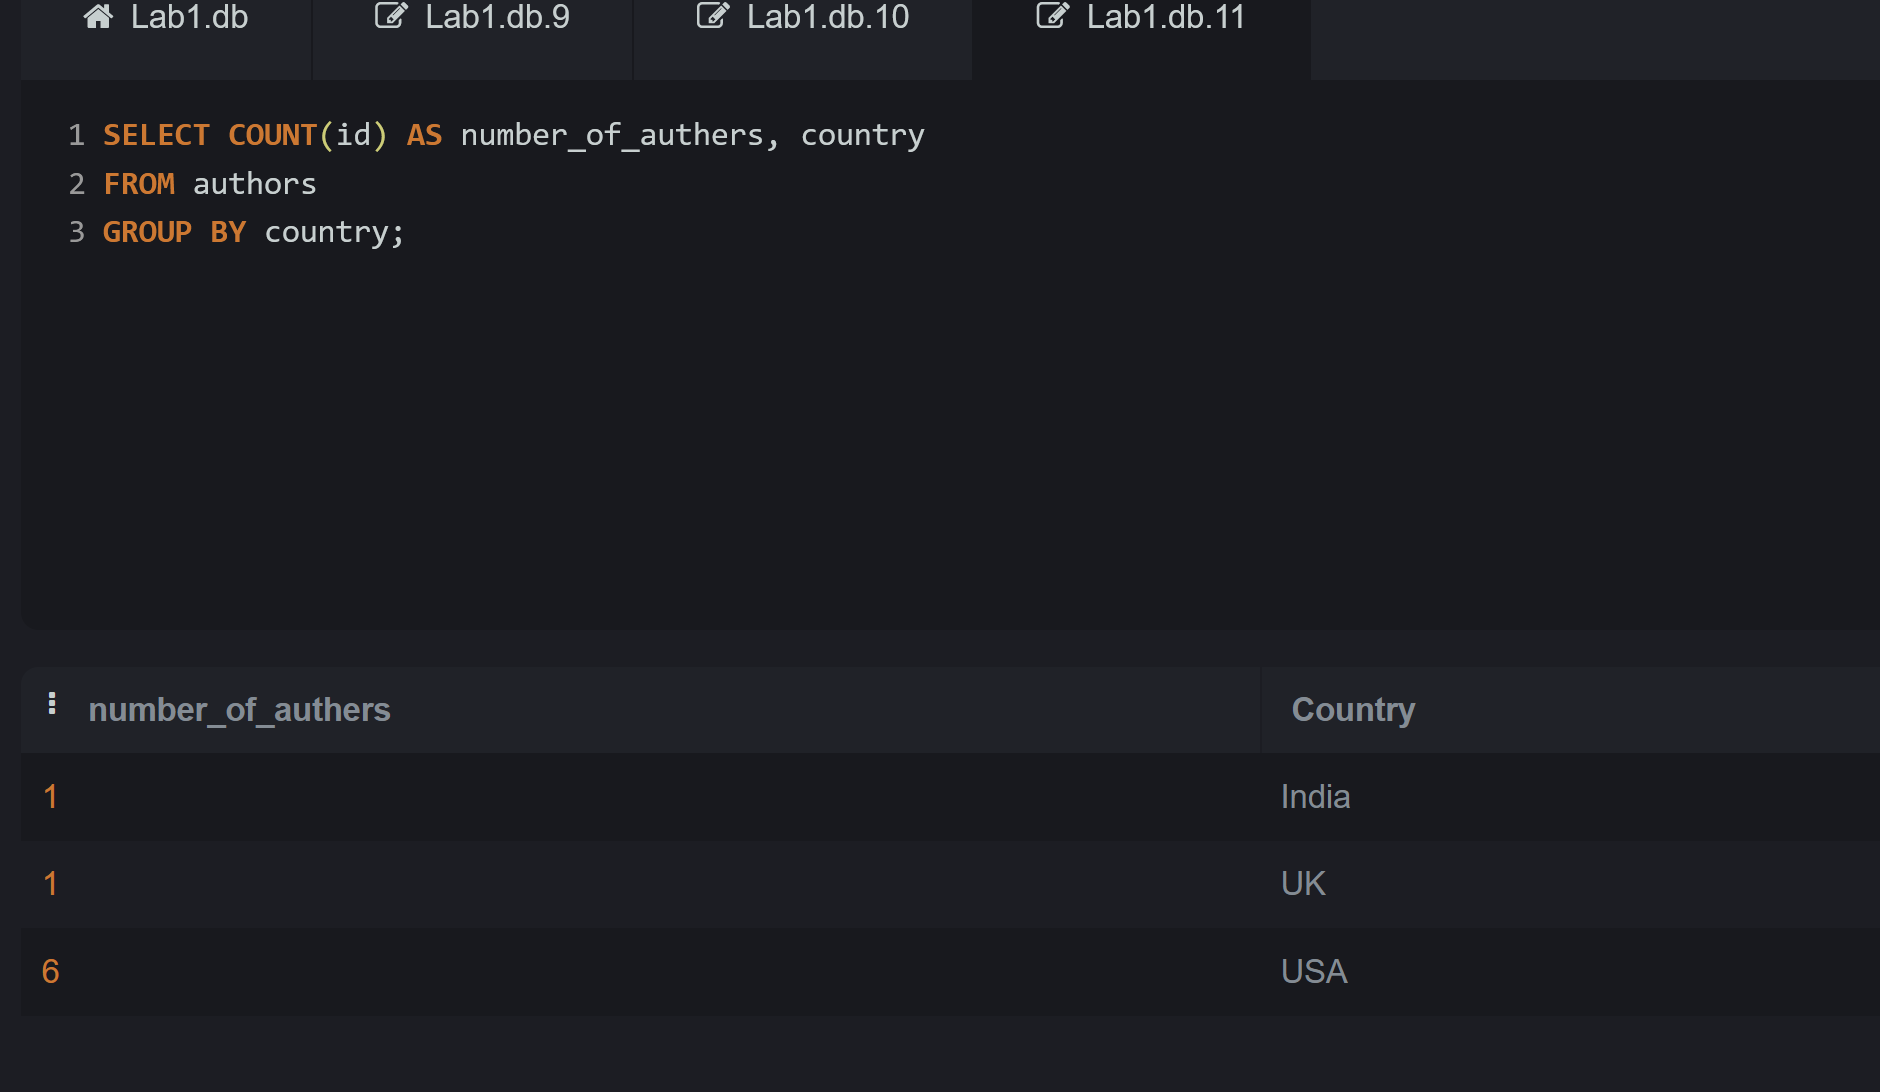 Lab1.db Lab1.db.9 Lab1.db.10 Lab1.db.11
1 SELECT COUNT(id) AS number_of_authers, country
2 FROM authors
3 GROUP BY country;
number_of_authers Country
1 India
1 UK
6 USA